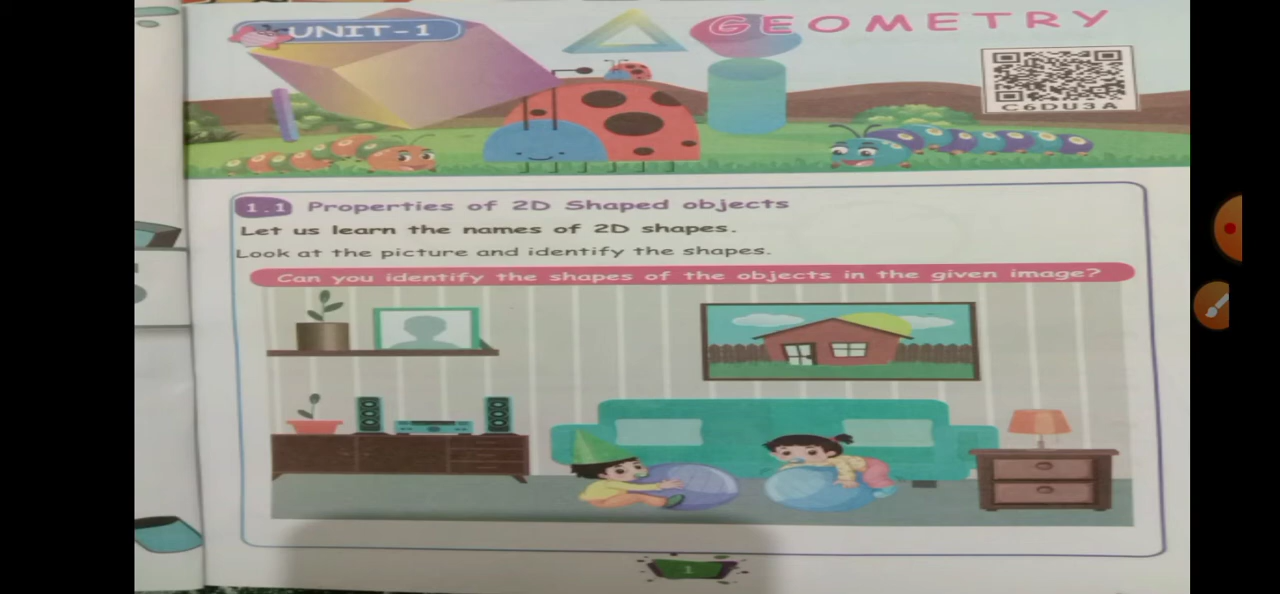 UNIT-1
GEOMETRY
C6DU3A
1.1 Properties of 2D Shaped objects
Let us learn the names of 2D shapes.
Look at the picture and identify the shapes.
Can you identify the shapes of the objects in the given image?
1